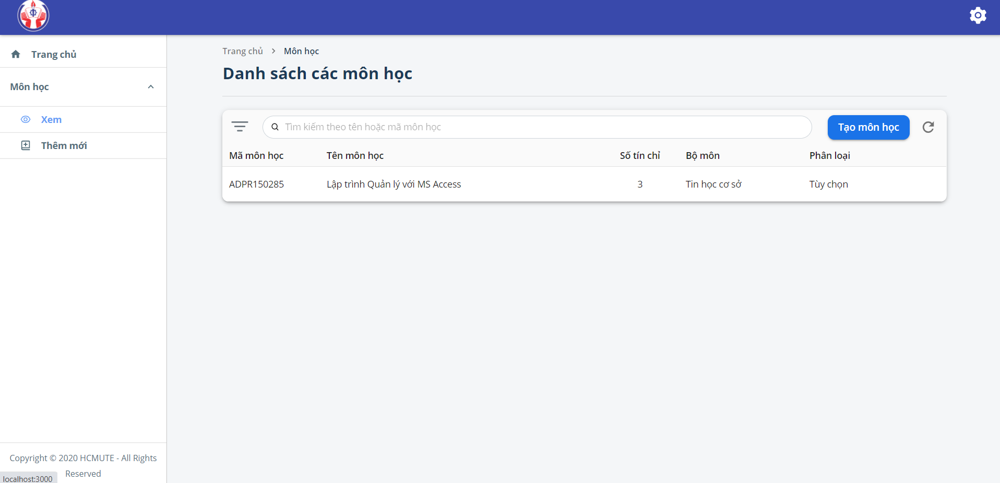 Trang chủ
Môn học
Xem
Thêm mới
Copyright © 2020 HCMUTE - All Rights
Reserved
localhost:3000
Trang chủ > Môn học
Danh sách các môn học
Tìm kiếm theo tên hoặc mã môn học
Tạo môn học
Mã môn học Tên môn học Số tín chỉ Bộ môn Phân loại
ADPR150285 Lập trình Quản lý với MS Access 3 Tin học cơ sở Tùy chọn